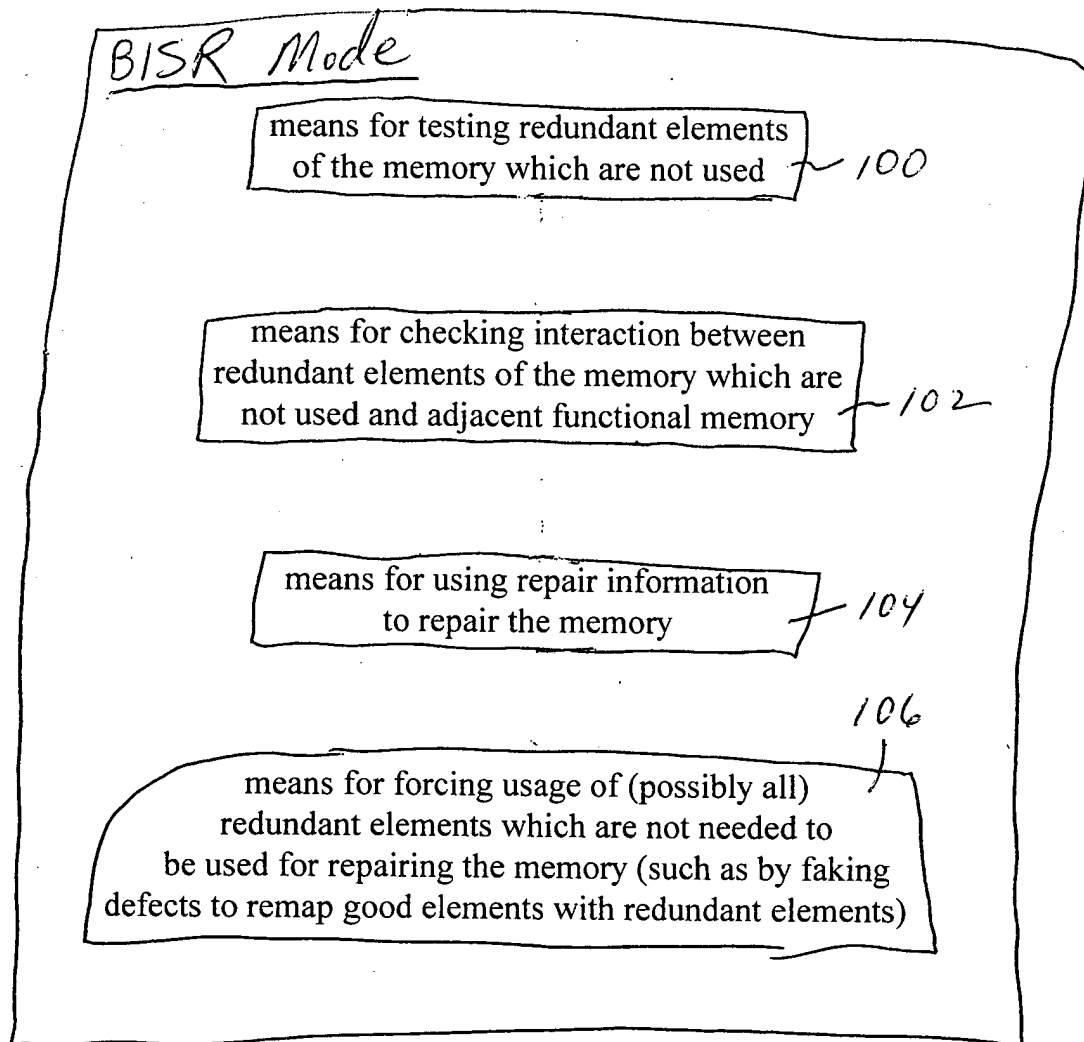 BISR Mode
means for testing redundant elements
of the memory which are not used
100
means for checking interaction between
redundant elements of the memory which are
not used and adjacent functional memory
102
means for using repair information
to repair the memory
104
106
means for forcing usage of (possibly all)
redundant elements which are not needed to
be used for repairing the memory (such as by faking
defects to remap good elements with redundant elements)